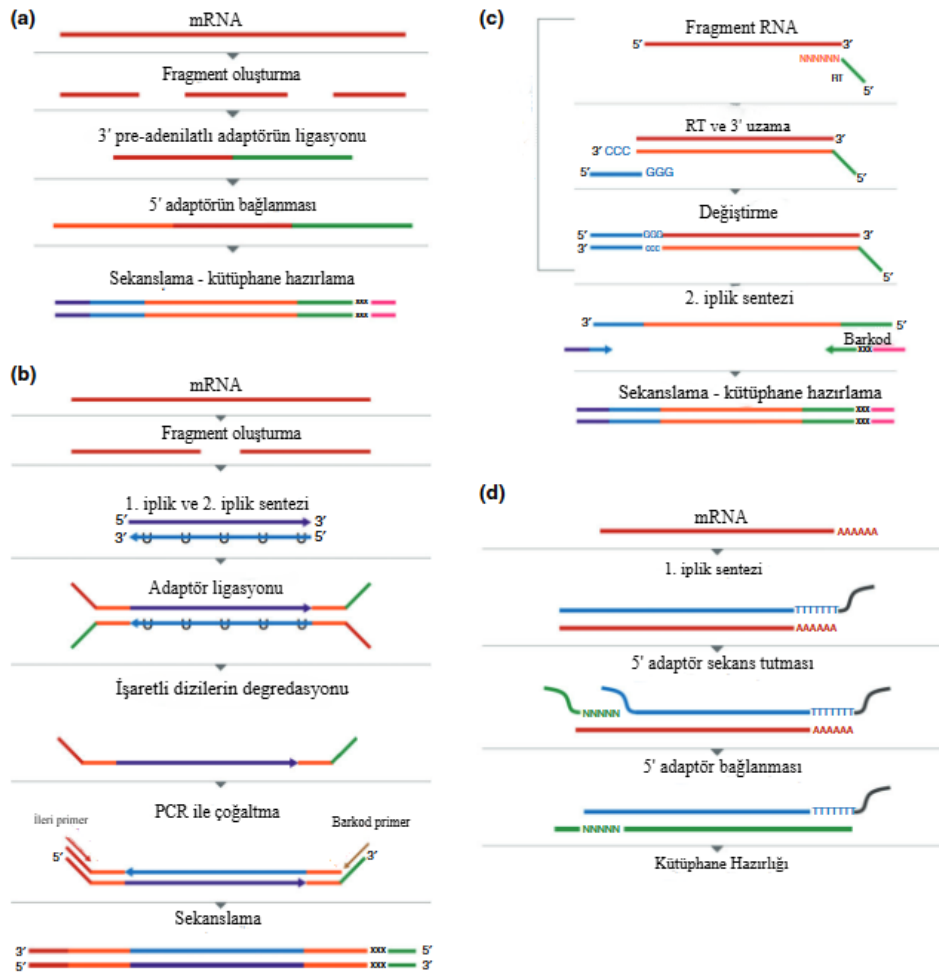 (a)
mRNA
Fragment oluşturma
3' pre-adenilatlı adaptörün ligasyonu
5' adaptörün bağlanması
Sekanslama - kütüphane hazırlama
xxx
(b)
mRNA
Fragment oluşturma
1. iplik ve 2. iplik sentezi
5' 3'
3' U U U U U 5'
Adaptör ligasyonu
U U U U U
İşaretli dizilerin degredasyonu
PCR ile çoğaltma
İleri primer
Barkod primer
5' 3'
Sekanslama
3' xxx 5'
5' xxx 3'
(c)
Fragment RNA
5' 3'
NNNNNN
RT
5'
RT ve 3' uzama
3'
3' CCC
5' GGG
5'
Değiştirme
5' GGG 3'
3' CCC
5'
2. iplik sentezi
3' 5'
Barkod
xxx
Sekanslama - kütüphane hazırlama
xxx
xxx
(d)
mRNA
AAAAAA
1. iplik sentezi
TTTTTTT
AAAAAA
5' adaptör sekans tutması
NNNNN TTTTTTT
AAAAAA
5' adaptör bağlanması
TTTTTTT
NNNNN
Kütüphane Hazırlığı